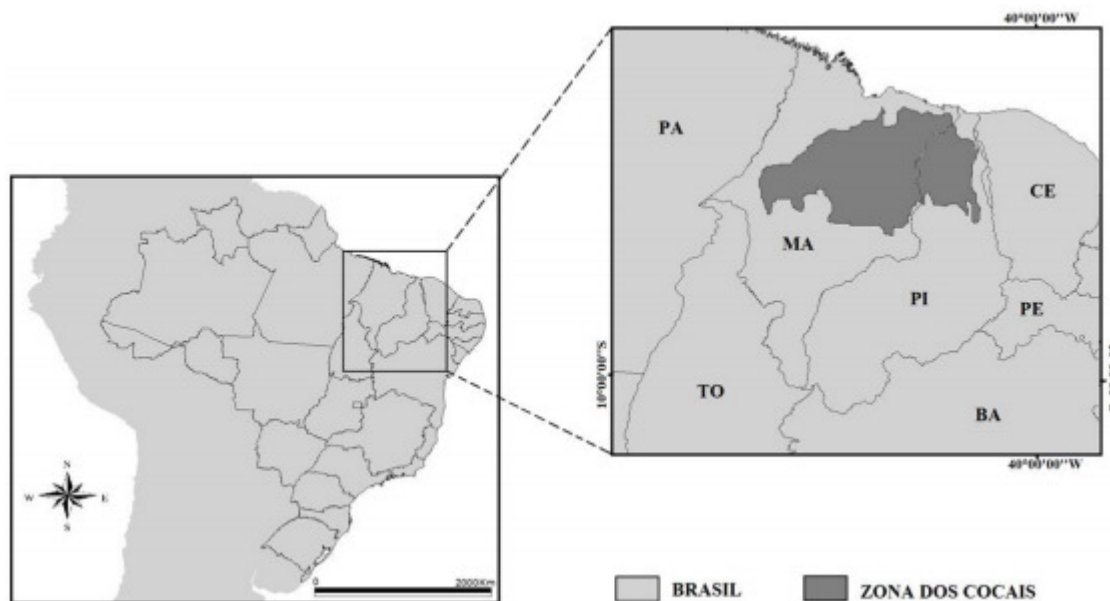 40°00'00"W
PA
CE
MA
PI
PE
10°00'00"S
TO
BA
40°00'00"W
N
W E
S
0 2000Km
BRASIL
ZONA DOS COCAIS